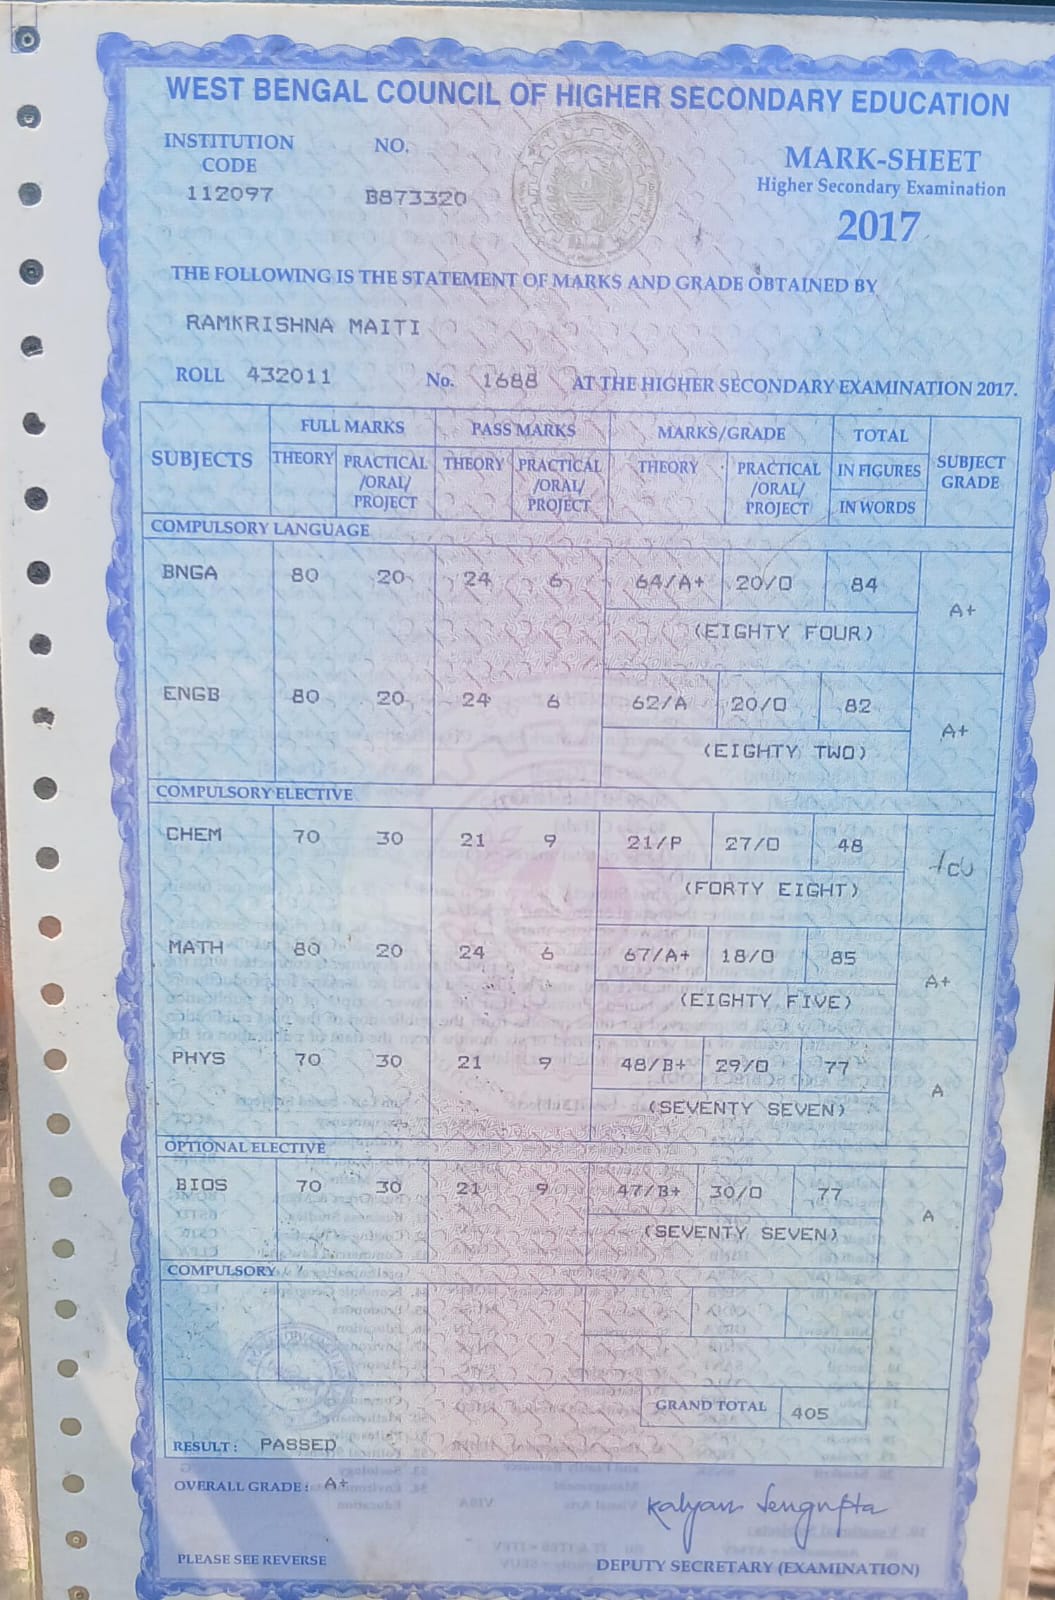 WEST BENGAL COUNCIL OF HIGHER SECONDARY EDUCATION
INSTITUTION CODE NO.
112097 B873320
MARK-SHEET
Higher Secondary Examination
2017
THE FOLLOWING IS THE STATEMENT OF MARKS AND GRADE OBTAINED BY
RAMKRISHNA MAITI
ROLL 432011 No. 1688 AT THE HIGHER SECONDARY EXAMINATION 2017.
SUBJECTS FULL MARKS PASS MARKS MARKS/GRADE TOTAL SUBJECT GRADE
THEORY PRACTICAL /ORAL/ PROJECT THEORY PRACTICAL /ORAL/ PROJECT THEORY PRACTICAL /ORAL/ PROJECT IN FIGURES
IN WORDS
COMPULSORY LANGUAGE
BNGA 80 20 24 6 64/A+ 20/O 84 A+
(EIGHTY FOUR)
ENGB 80 20 24 6 62/A 20/O 82 A+
(EIGHTY TWO)
COMPULSORY ELECTIVE
CHEM 70 30 21 9 21/P 27/O 48
(FORTY EIGHT)
MATH 80 20 24 6 67/A+ 18/O 85 A+
(EIGHTY FIVE)
PHYS 70 30 21 9 48/B+ 29/O 77 A
(SEVENTY SEVEN)
OPTIONAL ELECTIVE
BIOS 70 30 21 9 47/B+ 30/O 77 A
(SEVENTY SEVEN)
COMPULSORY
GRAND TOTAL 405
RESULT: PASSED
OVERALL GRADE: A+
Kalyan Sengupta
PLEASE SEE REVERSE
DEPUTY SECRETARY (EXAMINATION)